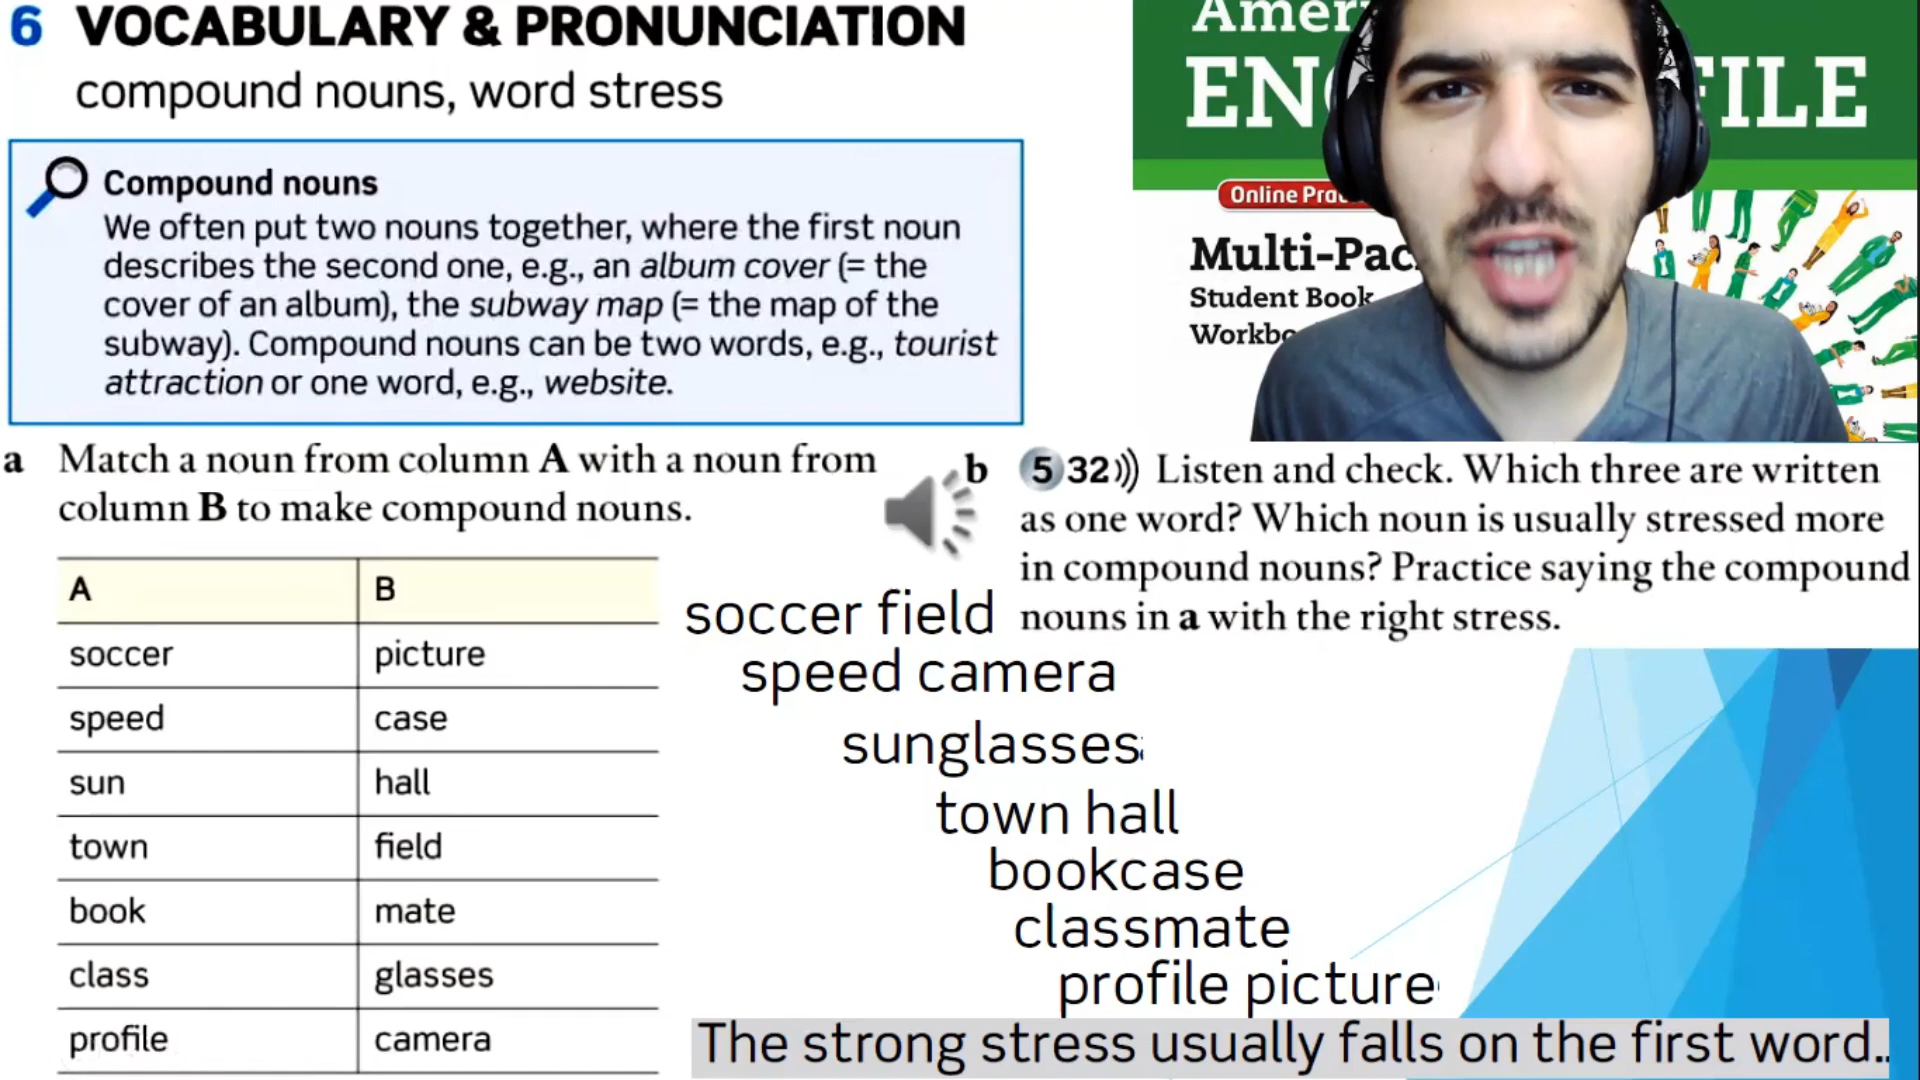 6 VOCABULARY & PRONUNCIATION
compound nouns, word stress
Compound nouns
We often put two nouns together, where the first noun
describes the second one, e.g., an album cover (= the
cover of an album), the subway map (= the map of the
subway). Compound nouns can be two words, e.g., tourist
attraction or one word, e.g., website.
Online
Multi-Pac
Student Book
a Match a noun from column A with a noun from
column B to make compound nouns.
A B
soccer picture
speed case
sun hall
town field
book mate
class glasses
profile camera
b 5 32 Listen and check. Which three are written
as one word? Which noun is usually stressed more
in compound nouns? Practice saying the compound
nouns in a with the right stress.
soccer field
speed camera
sunglasses
town hall
bookcase
classmate
profile picture
The strong stress usually falls on the first word..